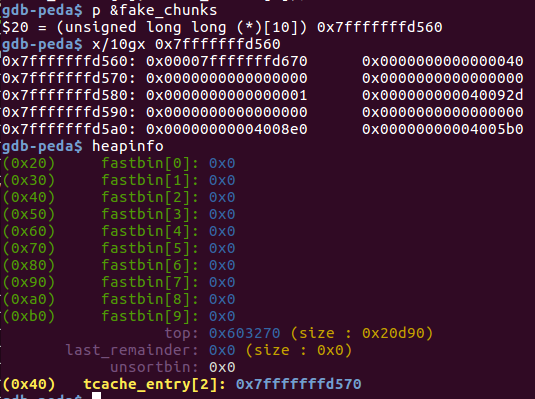 gdb-peda$ p &fake_chunks
$20 = (unsigned long long (*)[10]) 0x7fffffffd560
gdb-peda$ x/10gx 0x7fffffffd560
0x7fffffffd560: 0x00007fffffffd670 0x0000000000000040
0x7fffffffd570: 0x0000000000000000 0x0000000000000000
0x7fffffffd580: 0x0000000000000001 0x000000000040092d
0x7fffffffd590: 0x0000000000000000 0x0000000000000000
0x7fffffffd5a0: 0x00000000004008e0 0x00000000004005b0
gdb-peda$ heapinfo
(0x20) fastbin[0]: 0x0
(0x30) fastbin[1]: 0x0
(0x40) fastbin[2]: 0x0
(0x50) fastbin[3]: 0x0
(0x60) fastbin[4]: 0x0
(0x70) fastbin[5]: 0x0
(0x80) fastbin[6]: 0x0
(0x90) fastbin[7]: 0x0
(0xa0) fastbin[8]: 0x0
(0xb0) fastbin[9]: 0x0
top: 0x603270 (size : 0x20d90)
last_remainder: 0x0 (size : 0x0)
unsortbin: 0x0
(0x40) tcache_entry[2]: 0x7fffffffd570
gdb-peda$